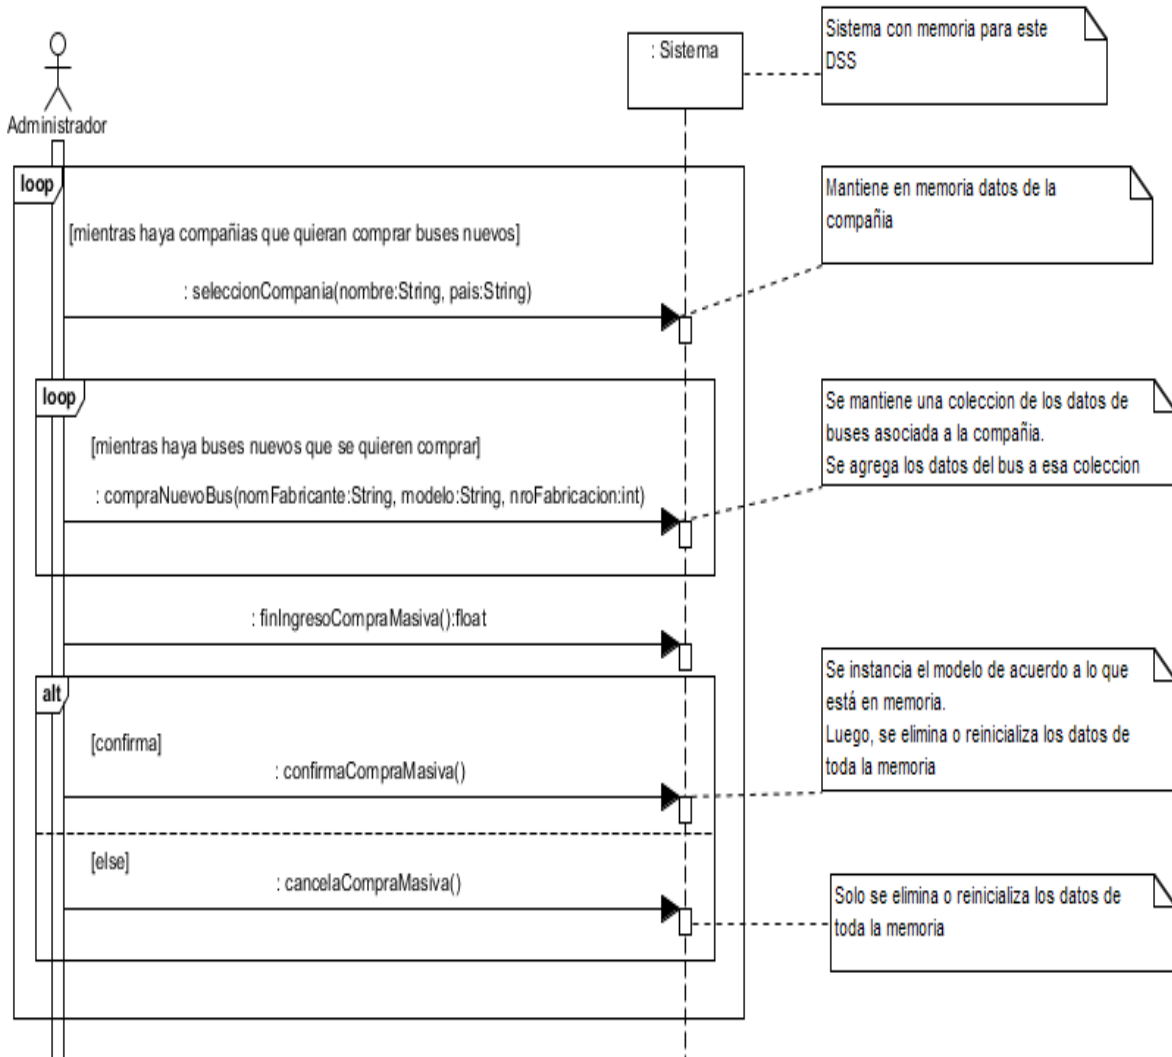 Administrador
: Sistema
Sistema con memoria para este
DSS
loop
[mientras haya compañias que quieran comprar buses nuevos]
: seleccionCompania(nombre:String, pais:String)
Mantiene en memoria datos de la
compañia
loop
[mientras haya buses nuevos que se quieren comprar]
: compraNuevoBus(nomFabricante:String, modelo:String, nroFabricacion:int)
Se mantiene una coleccion de los datos de
buses asociada a la compañia.
Se agrega los datos del bus a esa coleccion
: finIngresoCompraMasiva():float
alt
[confirma]
: confirmaCompraMasiva()
Se instancia el modelo de acuerdo a lo que
está en memoria.
Luego, se elimina o reinicializa los datos de
toda la memoria
[else]
: cancelaCompraMasiva()
Solo se elimina o reinicializa los datos de
toda la memoria